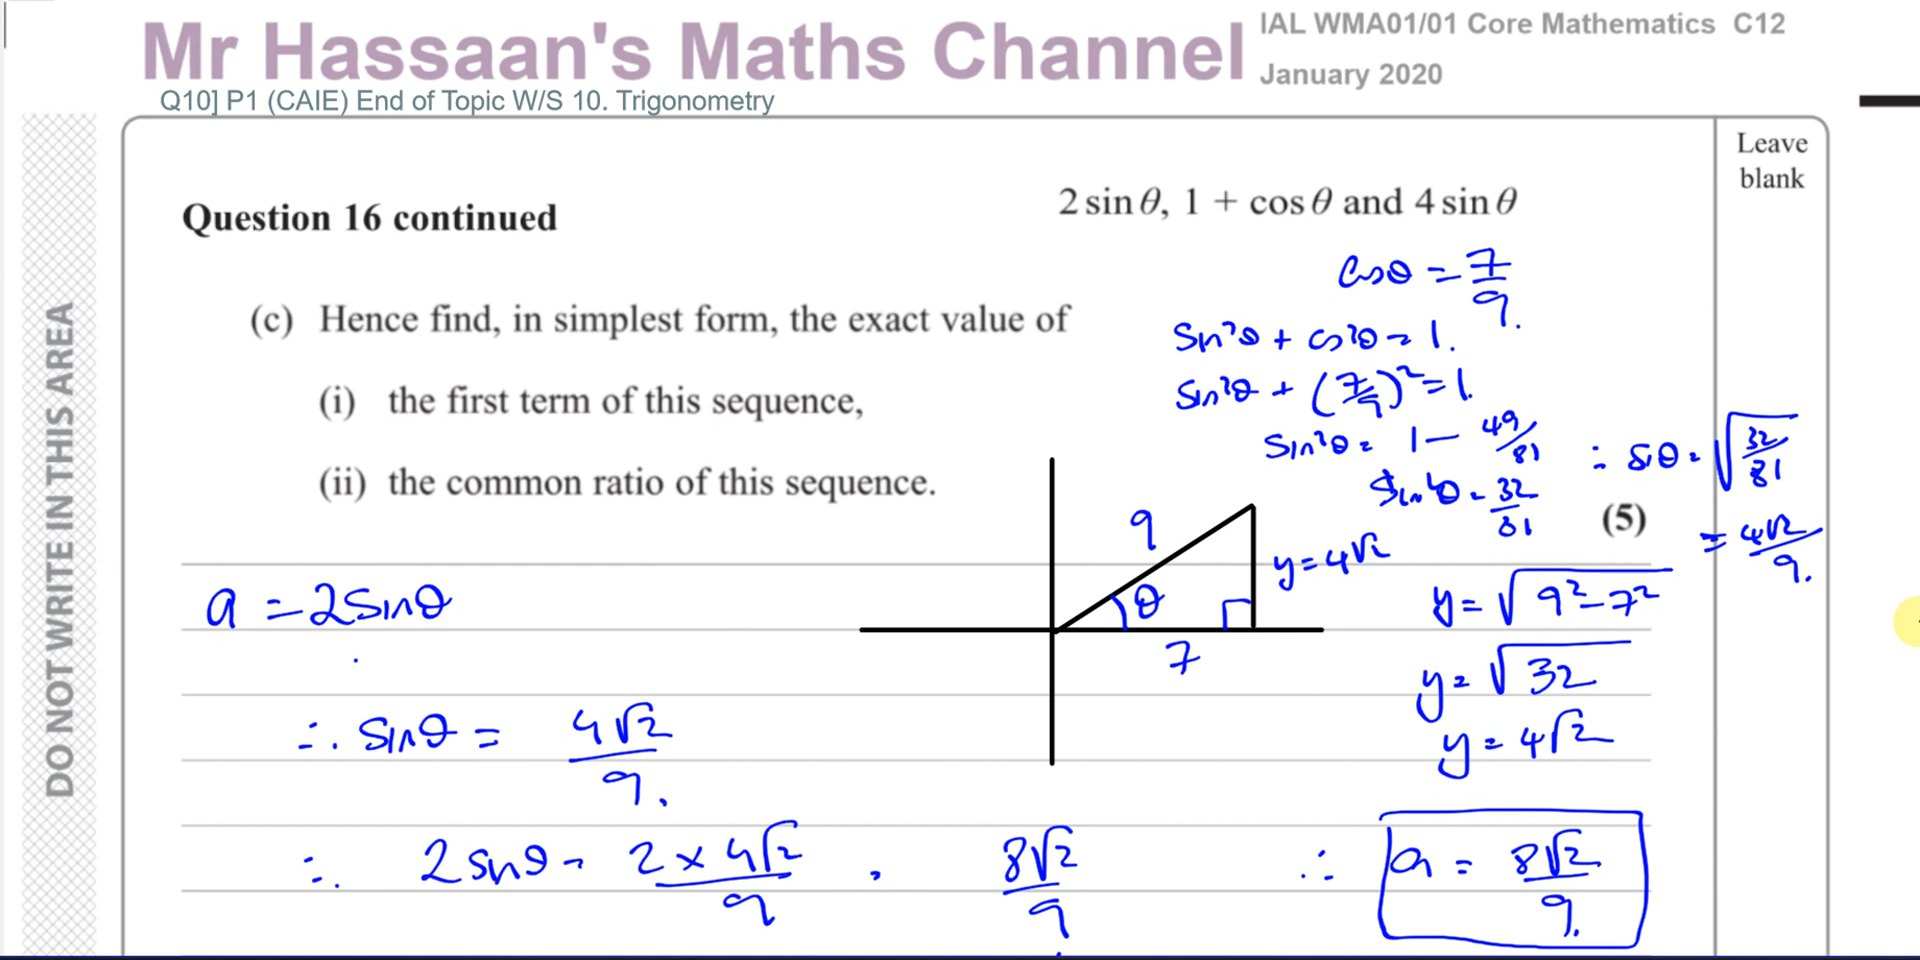 Mr Hassaan's Maths Channel
IAL WMA01/01 Core Mathematics C12
January 2020
Q10] P1 (CAIE) End of Topic W/S 10. Trigonometry
Leave
blank
DO NOT WRITE IN THIS AREA
Question 16 continued
2 sin θ, 1 + cos θ and 4 sin θ
cosθ = 7/9.
(c) Hence find, in simplest form, the exact value of
sin²θ + cos²θ = 1.
(i) the first term of this sequence,
sin²θ + (7/9)² = 1.
sin²θ = 1 - 49/81
∴ sinθ = √(32/81)
(ii) the common ratio of this sequence.
sin²θ = 32/81
(5)
= 4√2/9.
9
y = 4√2
θ
7
a = 2sinθ
y = √(9²-7²)
y = √32
∴ sinθ = 4√2/9.
y = 4√2
∴ 2sinθ = 2×4√2/9 = 8√2/9 ∴ a = 8√2/9.